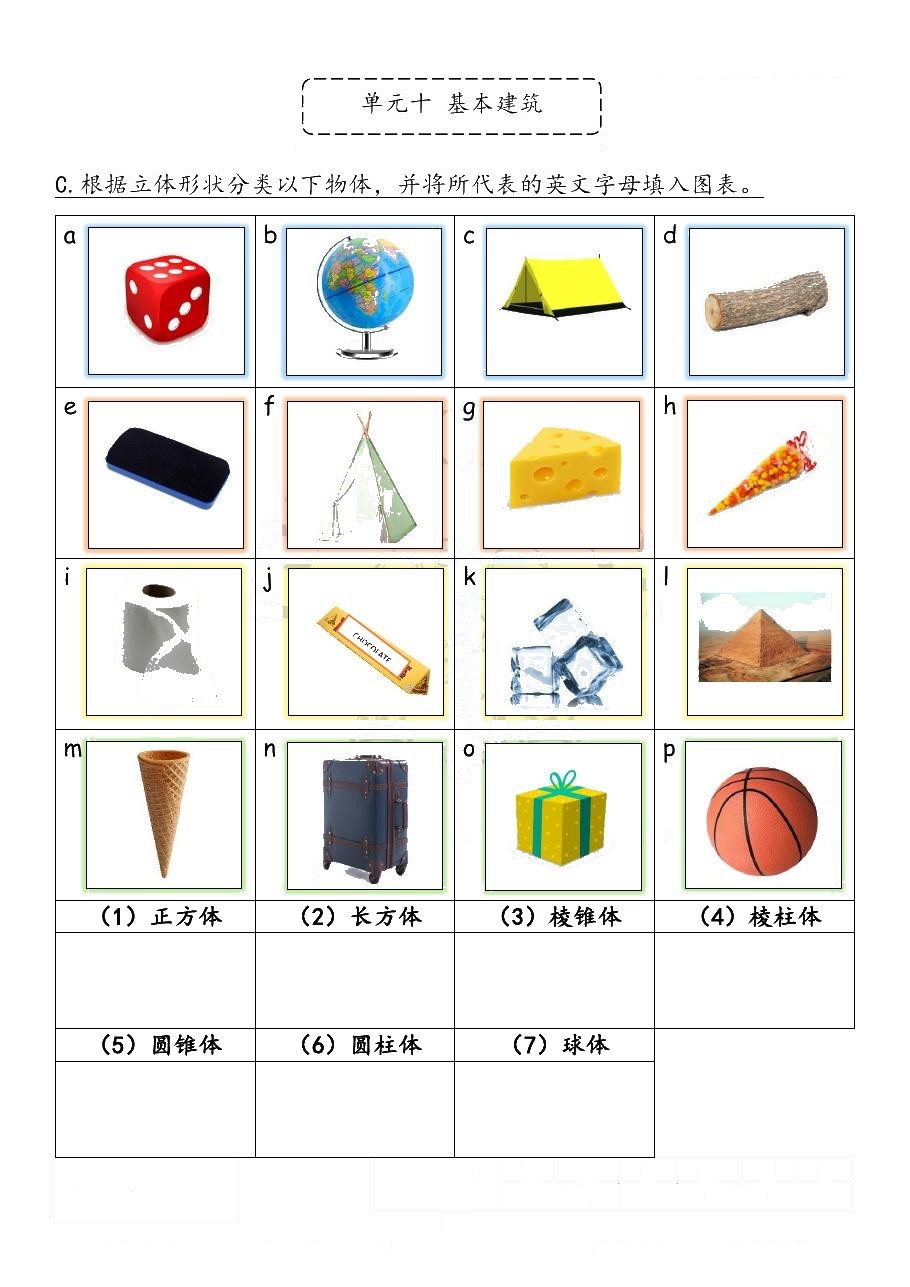 单元十 基本建筑
C.根据立体形状分类以下物体，并将所代表的英文字母填入图表。
a b c d
e f g h
i j k l
CHOCOLATE
m n o p
（1）正方体 （2）长方体 （3）棱锥体 （4）棱柱体
（5）圆锥体 （6）圆柱体 （7）球体